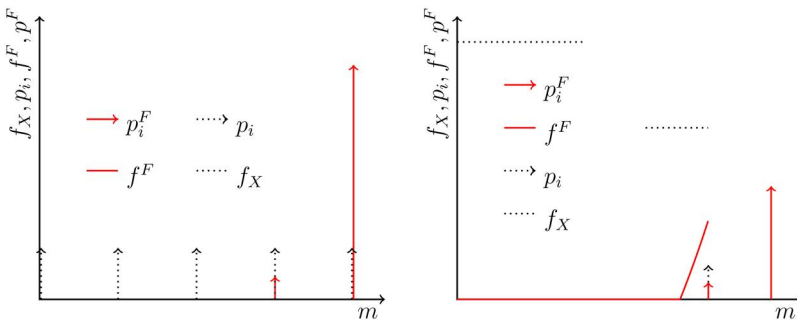 f_X, p_i, f^F, p^F
p_i^F
p_i
f^F
f_X
m
f_X, p_i, f^F, p^F
p_i^F
f^F
p_i
f_X
m